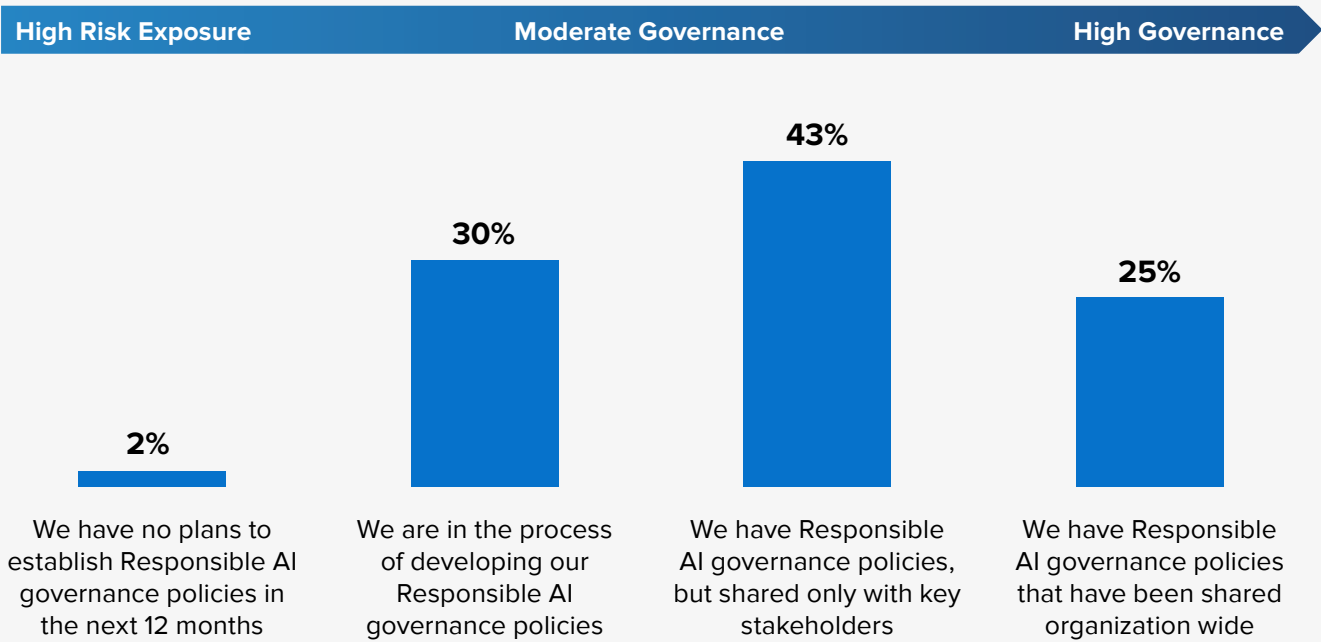 High Risk Exposure
Moderate Governance
High Governance
2%
We have no plans to
establish Responsible AI
governance policies in
the next 12 months
30%
We are in the process
of developing our
Responsible AI
governance policies
43%
We have Responsible
AI governance policies,
but shared only with key
stakeholders
25%
We have Responsible
AI governance policies
that have been shared
organization wide